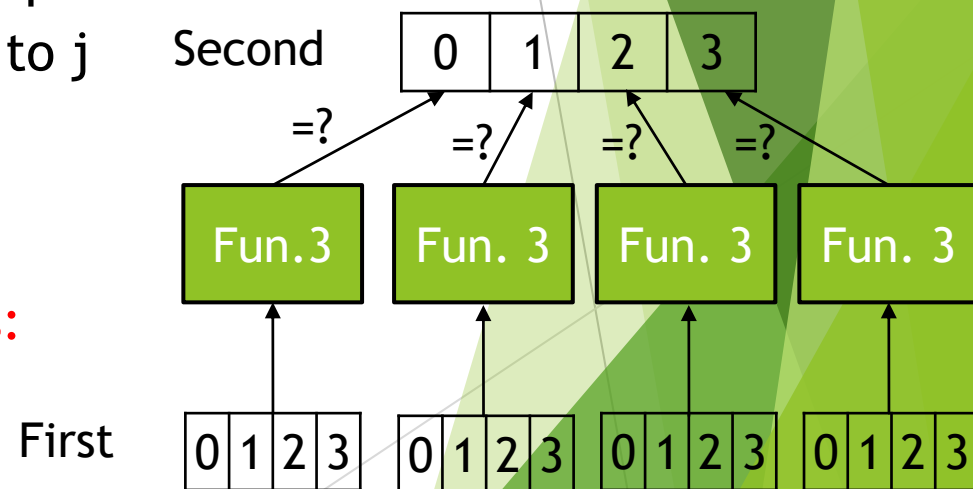 to j
Second 0 1 2 3
=? =? =? =?
Fun.3 Fun. 3 Fun. 3 Fun. 3
:
First 0 1 2 3 0 1 2 3 0 1 2 3 0 1 2 3